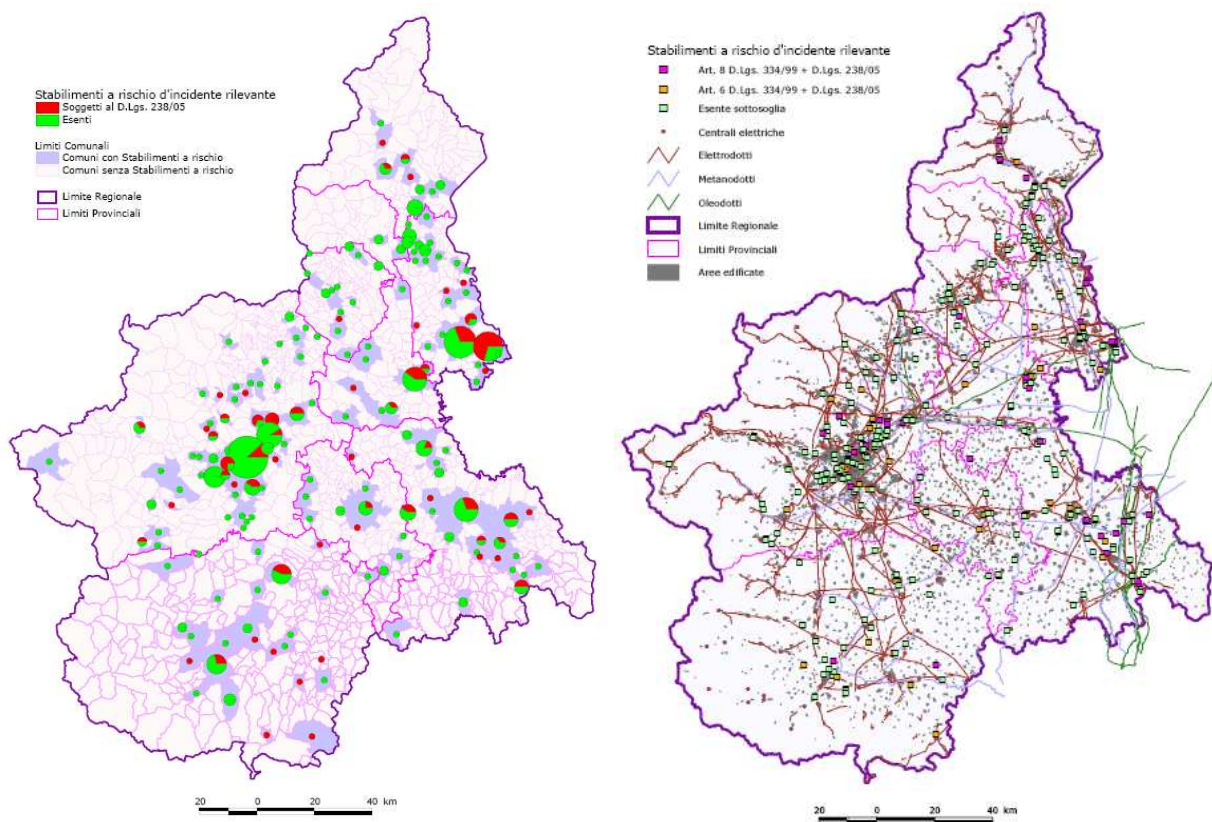 Stabilimenti a rischio d'incidente rilevante
Soggetti al D.Lgs. 238/05
Esenti
Limiti Comunali
Comuni con Stabilimenti a rischio
Comuni senza Stabilimenti a rischio
Limite Regionale
Limiti Provinciali
20 0 20 40 km
Stabilimenti a rischio d'incidente rilevante
Art. 8 D.Lgs. 334/99 + D.Lgs. 238/05
Art. 6 D.Lgs. 334/99 + D.Lgs. 238/05
Esente sottosoglia
Centrali elettriche
Elettrodotti
Metanodotti
Oleodotti
Limite Regionale
Limiti Provinciali
Aree edificate
20 0 20 40 km